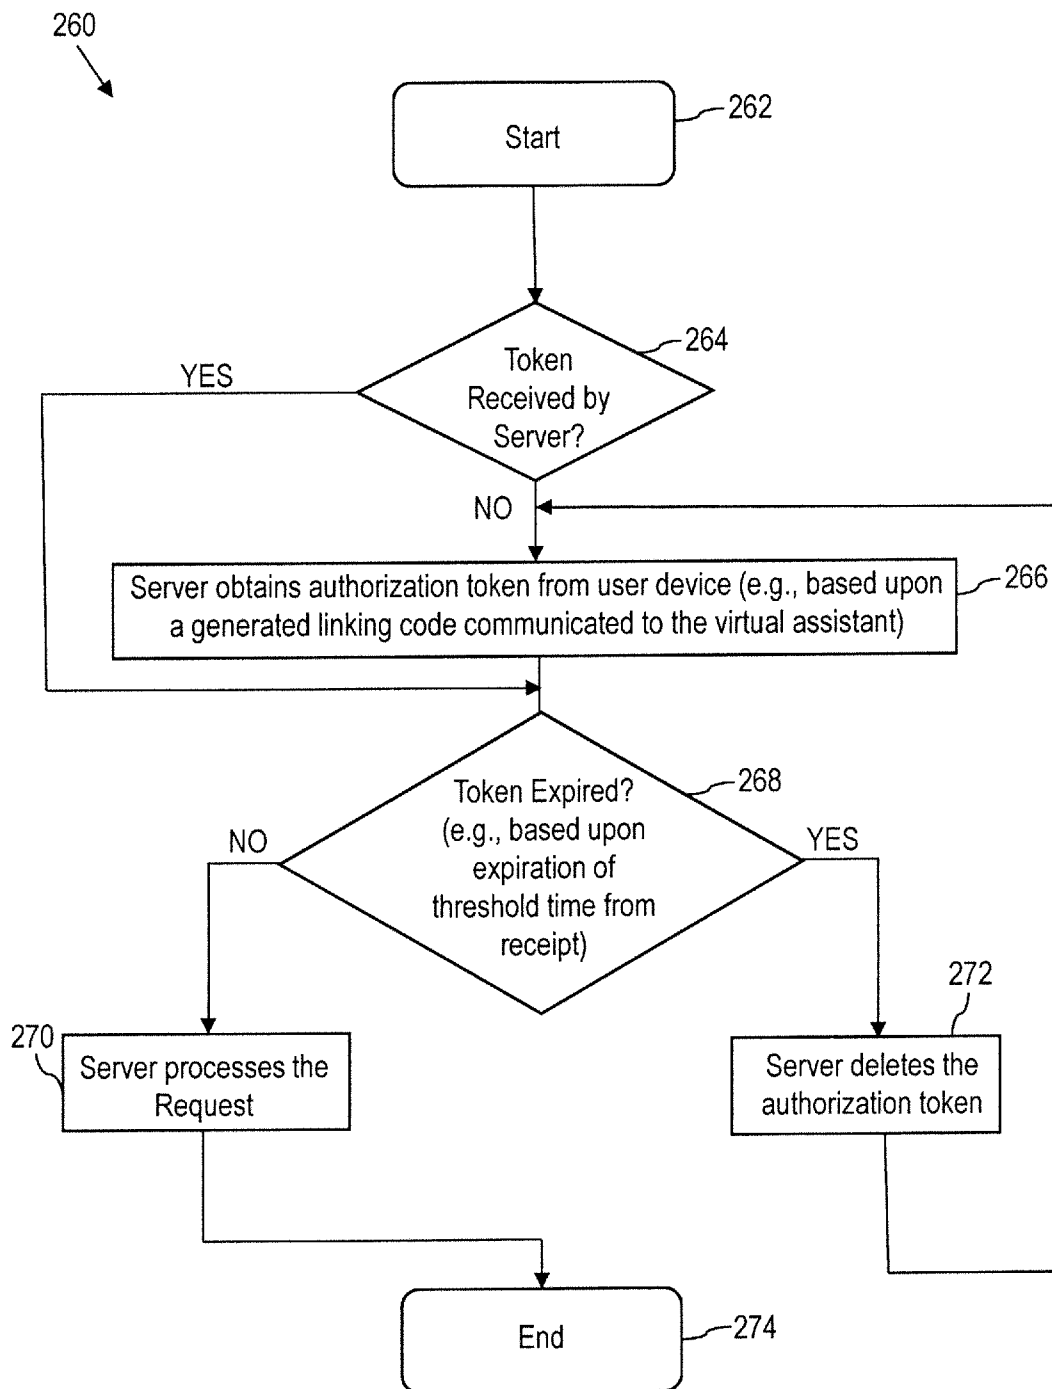 260
Start
262
264
YES
Token
Received by
Server?
NO
Server obtains authorization token from user device (e.g., based upon
a generated linking code communicated to the virtual assistant)
266
268
Token Expired?
(e.g., based upon
expiration of
threshold time from
receipt)
NO
YES
270
Server processes the
Request
272
Server deletes the
authorization token
End
274